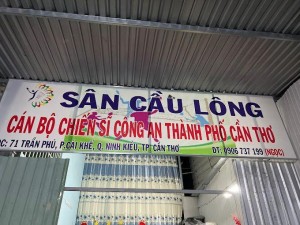 SÂN CẦU LÔNG
CÁN BỘ CHIẾN SĨ CÔNG AN THÀNH PHỐ CẦN THƠ
ĐC: 71 TRẦN PHÚ, P.CÁI KHẾ, Q. NINH KIỀU, TP. CẦN THƠ
ĐT: 0906 737 199 (NGỌC)